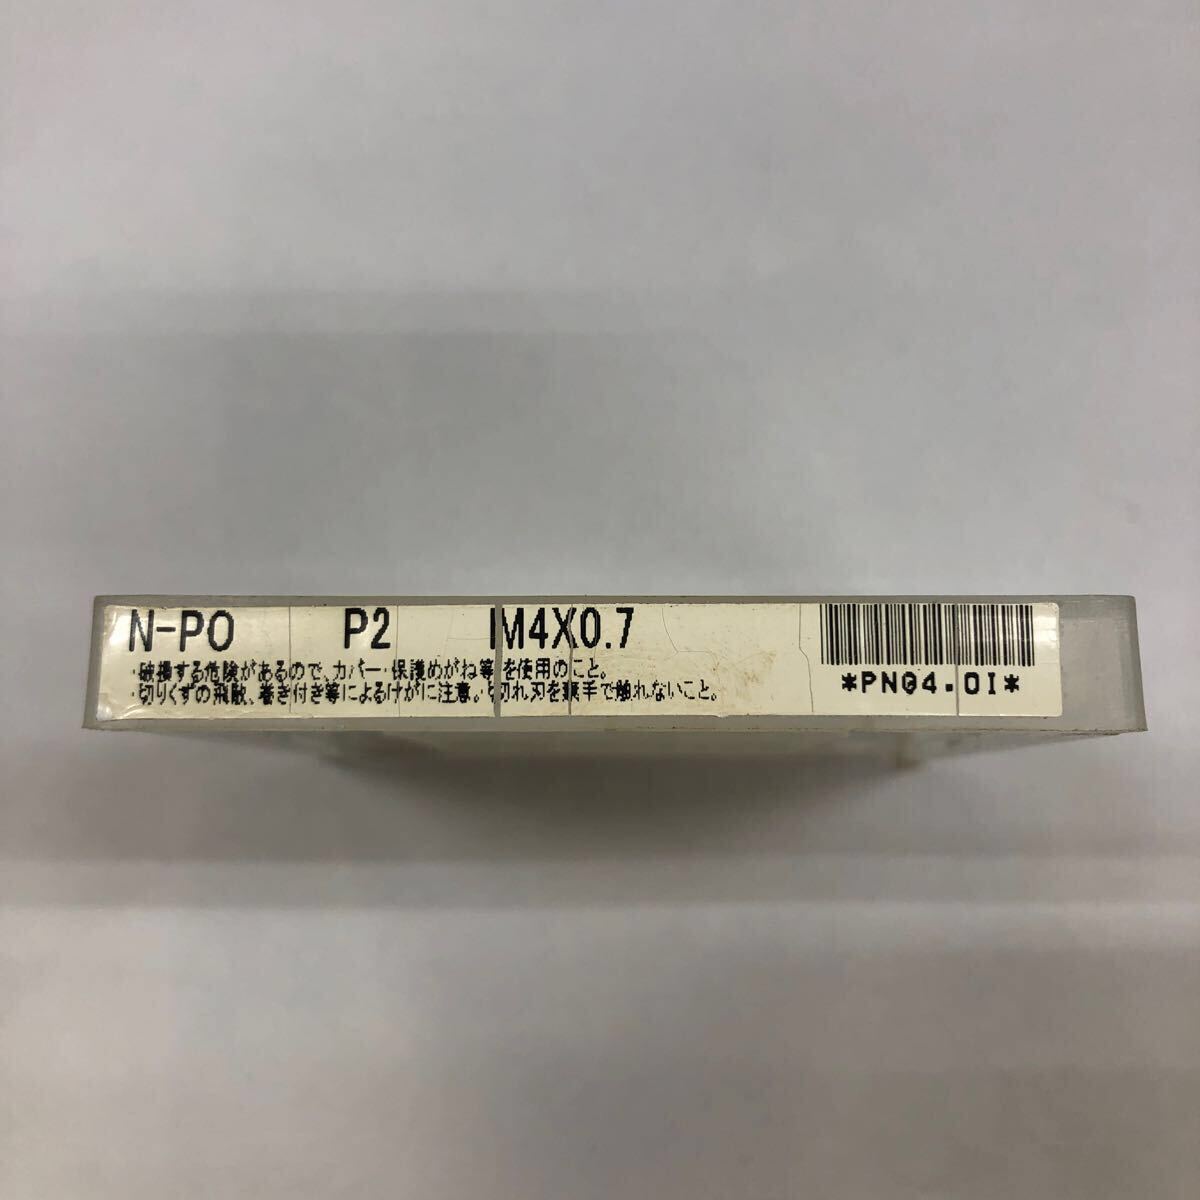 N-PO P2 M4X0.7
・破損する危険があるので、カバー・保護めがね等を使用のこと。
・切りくずの飛散、巻き付き等によるけがに注意。切れ刃を素手で触れないこと。
*PNQ4.0I*